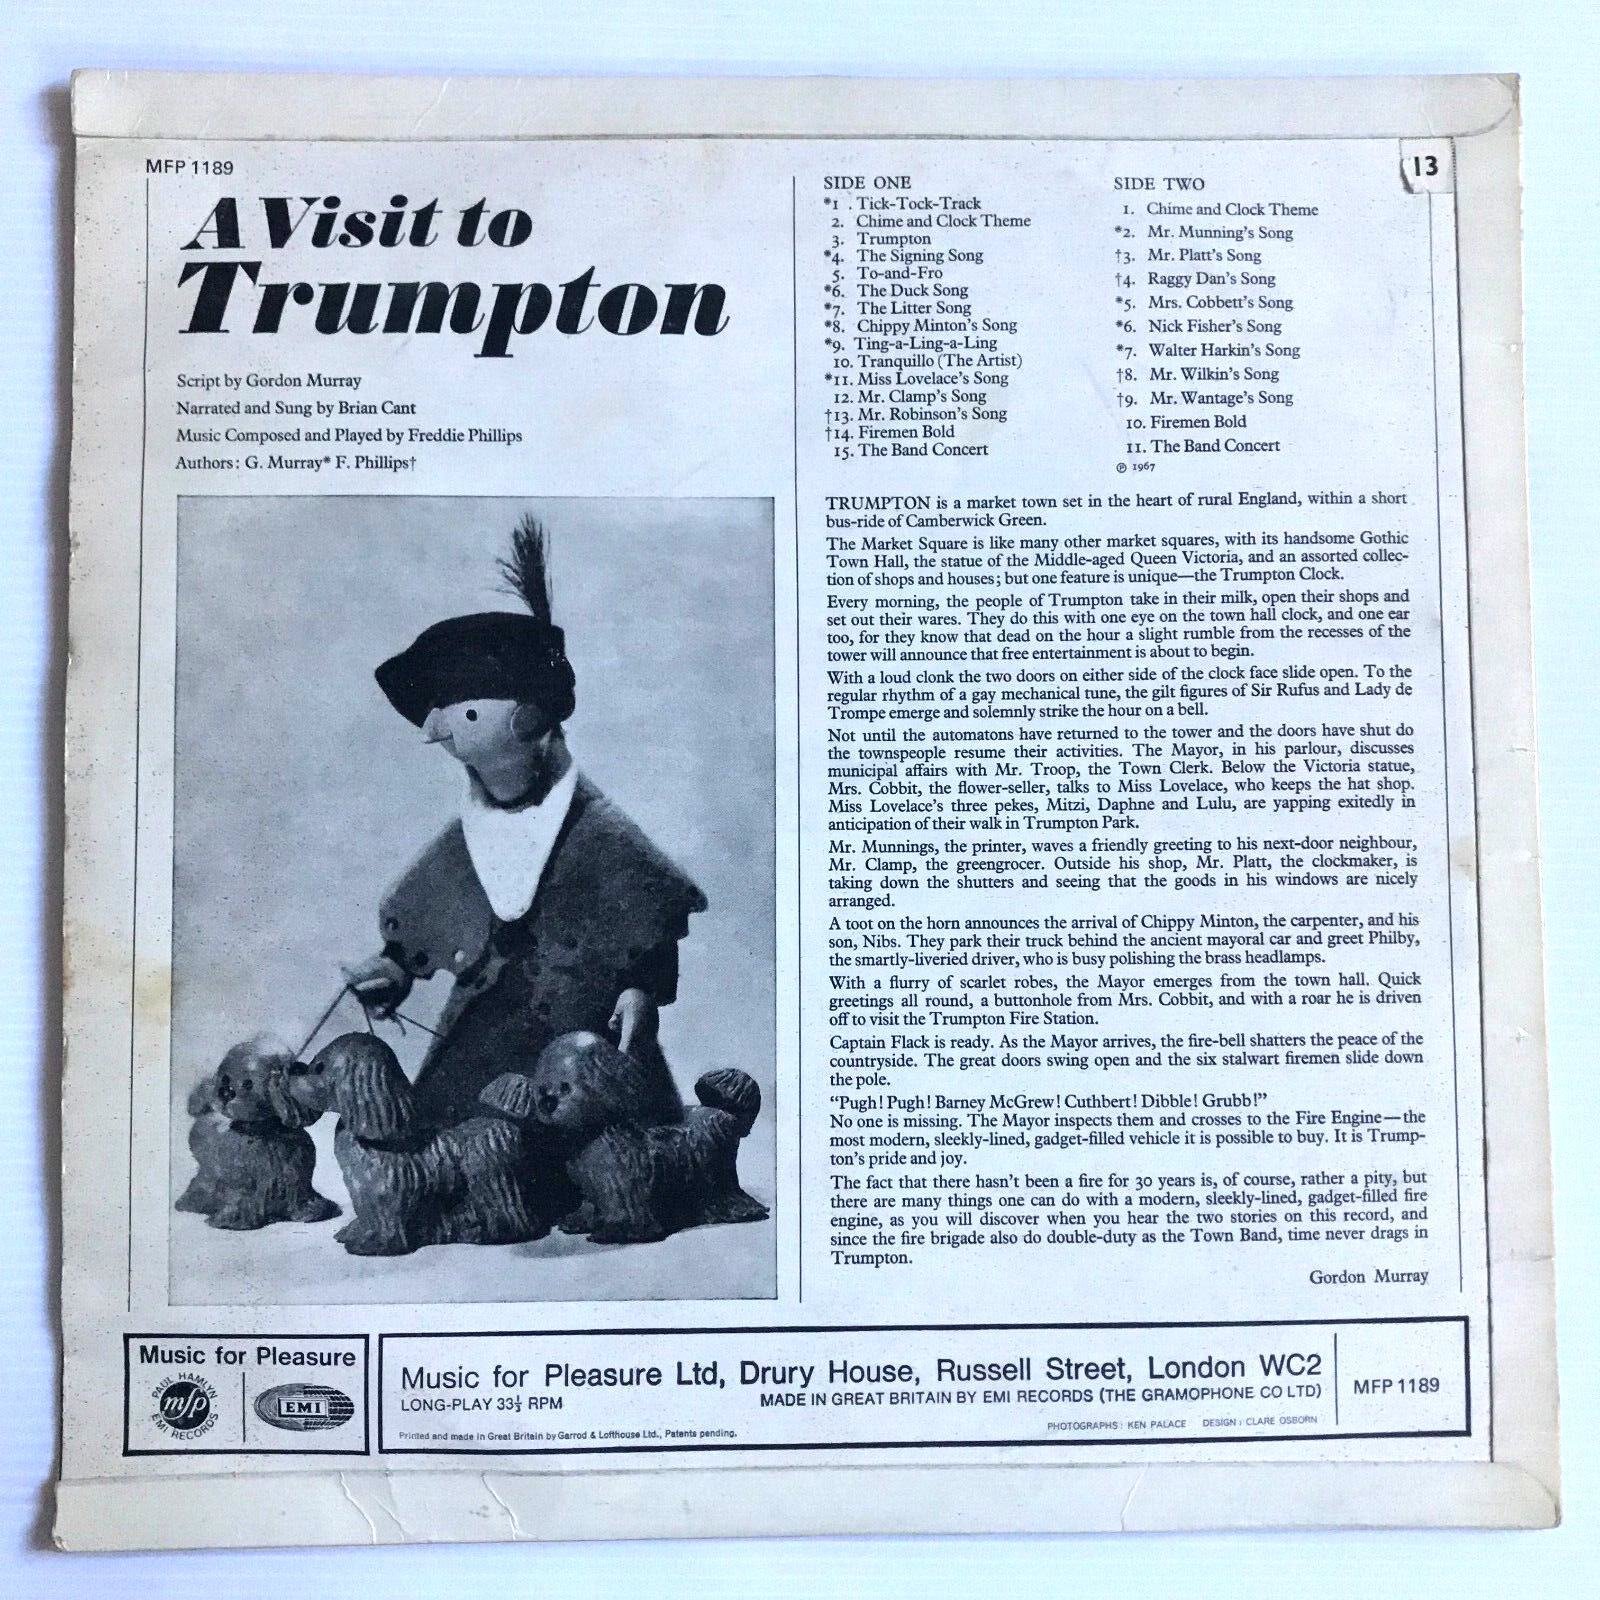 MFP 1189
A Visit to
Trumpton
Script by Gordon Murray
Narrated and Sung by Brian Cant
Music Composed and Played by Freddie Phillips
Authors: G. Murray* F. Phillips†
SIDE ONE
*1 . Tick-Tock-Track
2. Chime and Clock Theme
3. Trumpton
*4. The Signing Song
5. To-and-Fro
*6. The Duck Song
*7. The Litter Song
*8. Chippy Minton's Song
*9. Ting-a-Ling-a-Ling
10. Tranquillo (The Artist)
*11. Miss Lovelace's Song
12. Mr. Clamp's Song
†13. Mr. Robinson's Song
†14. Firemen Bold
15. The Band Concert
SIDE TWO
1. Chime and Clock Theme
*2. Mr. Munning's Song
†3. Mr. Platt's Song
†4. Raggy Dan's Song
*5. Mrs. Cobbett's Song
*6. Nick Fisher's Song
*7. Walter Harkin's Song
†8. Mr. Wilkin's Song
†9. Mr. Wantage's Song
10. Firemen Bold
11. The Band Concert
℗ 1967
13
TRUMPTON is a market town set in the heart of rural England, within a short
bus-ride of Camberwick Green.
The Market Square is like many other market squares, with its handsome Gothic
Town Hall, the statue of the Middle-aged Queen Victoria, and an assorted collec-
tion of shops and houses; but one feature is unique—the Trumpton Clock.
Every morning, the people of Trumpton take in their milk, open their shops and
set out their wares. They do this with one eye on the town hall clock, and one ear
too, for they know that dead on the hour a slight rumble from the recesses of the
tower will announce that free entertainment is about to begin.
With a loud clonk the two doors on either side of the clock face slide open. To the
regular rhythm of a gay mechanical tune, the gilt figures of Sir Rufus and Lady de
Trompe emerge and solemnly strike the hour on a bell.
Not until the automatons have returned to the tower and the doors have shut do
the townspeople resume their activities. The Mayor, in his parlour, discusses
municipal affairs with Mr. Troop, the Town Clerk. Below the Victoria statue,
Mrs. Cobbit, the flower-seller, talks to Miss Lovelace, who keeps the hat shop.
Miss Lovelace's three pekes, Mitzi, Daphne and Lulu, are yapping exitedly in
anticipation of their walk in Trumpton Park.
Mr. Munnings, the printer, waves a friendly greeting to his next-door neighbour,
Mr. Clamp, the greengrocer. Outside his shop, Mr. Platt, the clockmaker, is
taking down the shutters and seeing that the goods in his windows are nicely
arranged.
A toot on the horn announces the arrival of Chippy Minton, the carpenter, and his
son, Nibs. They park their truck behind the ancient mayoral car and greet Philby,
the smartly-liveried driver, who is busy polishing the brass headlamps.
With a flurry of scarlet robes, the Mayor emerges from the town hall. Quick
greetings all round, a buttonhole from Mrs. Cobbit, and with a roar he is driven
off to visit the Trumpton Fire Station.
Captain Flack is ready. As the Mayor arrives, the fire-bell shatters the peace of the
countryside. The great doors swing open and the six stalwart firemen slide down
the pole.
"Pugh! Pugh! Barney McGrew! Cuthbert! Dibble! Grubb!"
No one is missing. The Mayor inspects them and crosses to the Fire Engine—the
most modern, sleekly-lined, gadget-filled vehicle it is possible to buy. It is Trump-
ton's pride and joy.
The fact that there hasn't been a fire for 30 years is, of course, rather a pity, but
there are many things one can do with a modern, sleekly-lined, gadget-filled fire
engine, as you will discover when you hear the two stories on this record, and
since the fire brigade also do double-duty as the Town Band, time never drags in
Trumpton.
Gordon Murray
Music for Pleasure
PAUL HAMLYN
mfp
EMI RECORDS
EMI
Music for Pleasure Ltd, Drury House, Russell Street, London WC2
LONG-PLAY 33⅓ RPM
MADE IN GREAT BRITAIN BY EMI RECORDS (THE GRAMOPHONE CO LTD)
PHOTOGRAPHS: KEN PALACE DESIGN: CLARE OSBORN
Printed and made in Great Britain by Garrod & Lofthouse Ltd., Patents pending.
MFP 1189